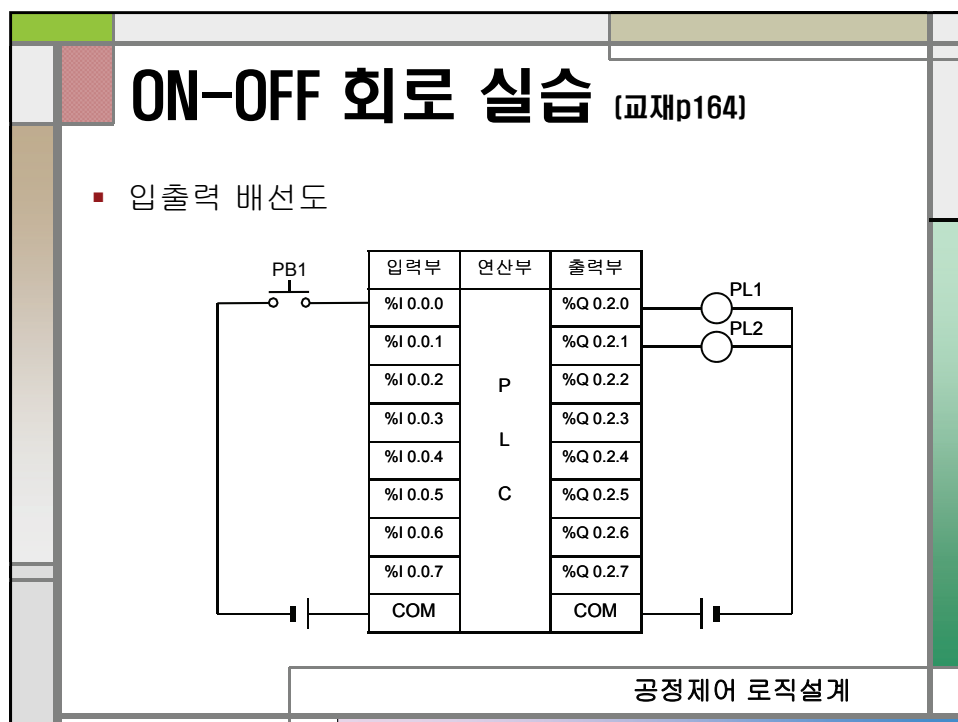 ON-OFF 회로 실습 (교재p164)
▪ 입출력 배선도
PB1
입력부 연산부 출력부
%I 0.0.0 %Q 0.2.0 PL1
%I 0.0.1 %Q 0.2.1 PL2
%I 0.0.2 P %Q 0.2.2
%I 0.0.3 %Q 0.2.3
L
%I 0.0.4 %Q 0.2.4
%I 0.0.5 C %Q 0.2.5
%I 0.0.6 %Q 0.2.6
%I 0.0.7 %Q 0.2.7
COM COM
공정제어 로직설계